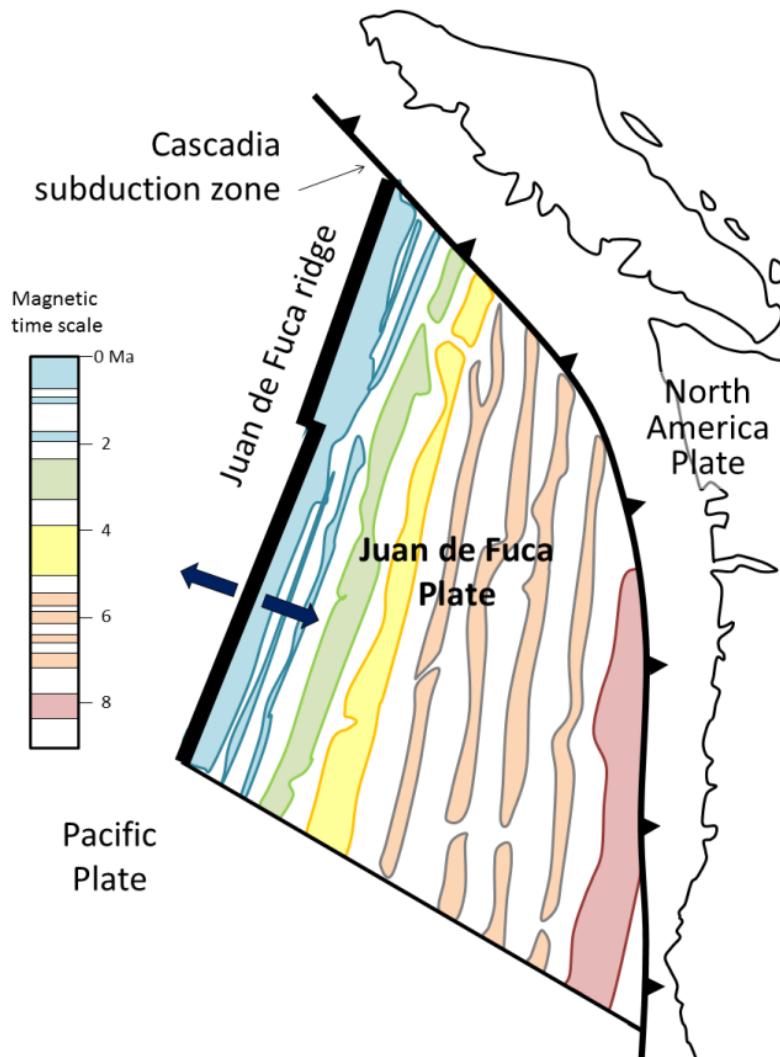 Cascadia
subduction zone
Juan de Fuca ridge
Magnetic
time scale
0 Ma
2
4
6
8
North
America
Plate
Juan de Fuca
Plate
Pacific
Plate